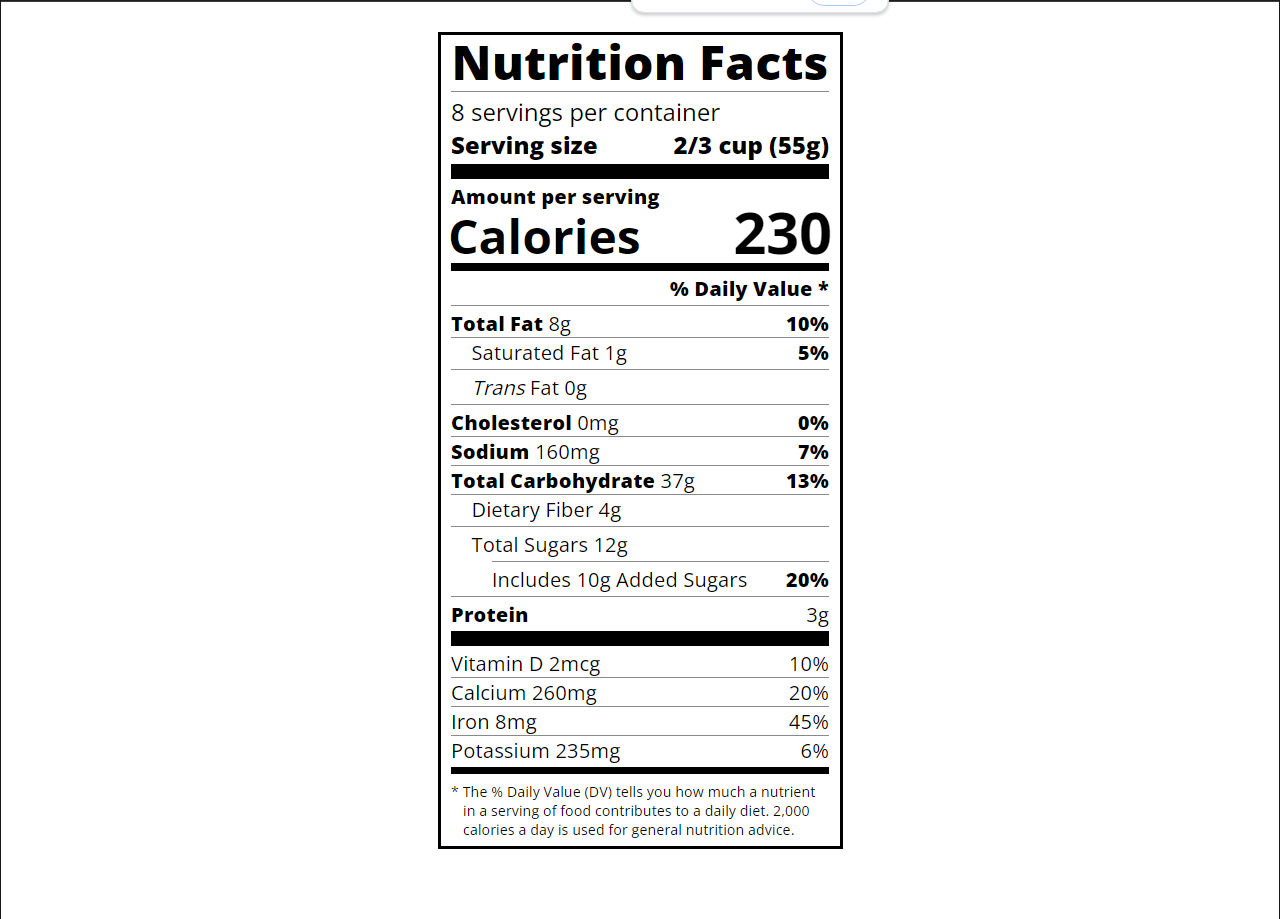 Nutrition Facts
8 servings per container
Serving size 2/3 cup (55g)
Amount per serving
Calories 230
% Daily Value *
Total Fat 8g 10%
Saturated Fat 1g 5%
Trans Fat 0g
Cholesterol 0mg 0%
Sodium 160mg 7%
Total Carbohydrate 37g 13%
Dietary Fiber 4g
Total Sugars 12g
Includes 10g Added Sugars 20%
Protein 3g
Vitamin D 2mcg 10%
Calcium 260mg 20%
Iron 8mg 45%
Potassium 235mg 6%
* The % Daily Value (DV) tells you how much a nutrient
in a serving of food contributes to a daily diet. 2,000
calories a day is used for general nutrition advice.